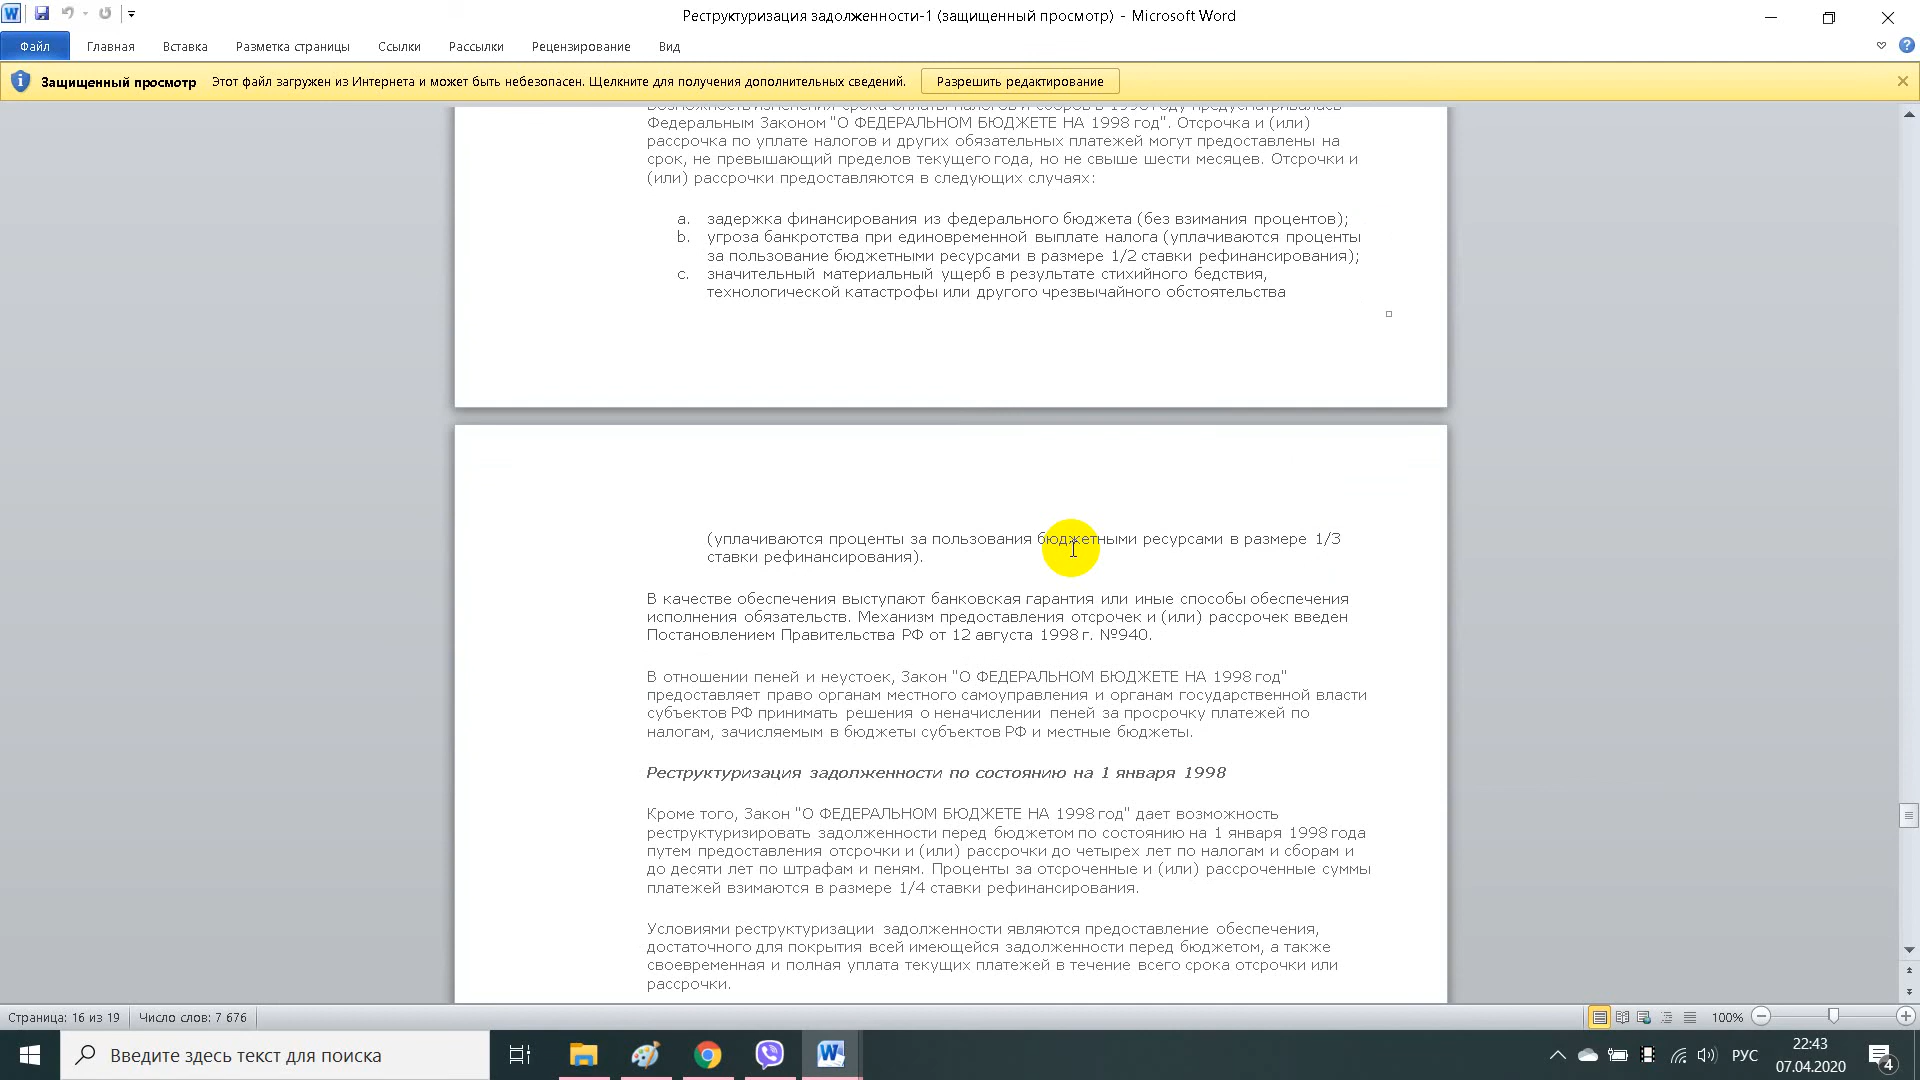 Реструктуризация задолженности-1 (защищенный просмотр) - Microsoft Word
Файл Главная Вставка Разметка страницы Ссылки Рассылки Рецензирование Вид
Защищенный просмотр Этот файл загружен из Интернета и может быть небезопасен. Щелкните для получения дополнительных сведений. Разрешить редактирование
Возможность изменения срока оплаты налогов и сборов в 1998 году предусматривалась
Федеральным Законом "О ФЕДЕРАЛЬНОМ БЮДЖЕТЕ НА 1998 год". Отсрочка и (или)
рассрочка по уплате налогов и других обязательных платежей могут предоставлены на
срок, не превышающий пределов текущего года, но не свыше шести месяцев. Отсрочки и
(или) рассрочки предоставляются в следующих случаях:
a. задержка финансирования из федерального бюджета (без взимания процентов);
b. угроза банкротства при единовременной выплате налога (уплачиваются проценты
за пользование бюджетными ресурсами в размере 1/2 ставки рефинансирования);
c. значительный материальный ущерб в результате стихийного бедствия,
технологической катастрофы или другого чрезвычайного обстоятельства
(уплачиваются проценты за пользования бюджетными ресурсами в размере 1/3
ставки рефинансирования).
В качестве обеспечения выступают банковская гарантия или иные способы обеспечения
исполнения обязательств. Механизм предоставления отсрочек и (или) рассрочек введен
Постановлением Правительства РФ от 12 августа 1998 г. №940.
В отношении пеней и неустоек, Закон "О ФЕДЕРАЛЬНОМ БЮДЖЕТЕ НА 1998 год"
предоставляет право органам местного самоуправления и органам государственной власти
субъектов РФ принимать решения о неначислении пеней за просрочку платежей по
налогам, зачисляемым в бюджеты субъектов РФ и местные бюджеты.
Реструктуризация задолженности по состоянию на 1 января 1998
Кроме того, Закон "О ФЕДЕРАЛЬНОМ БЮДЖЕТЕ НА 1998 год" дает возможность
реструктуризировать задолженности перед бюджетом по состоянию на 1 января 1998 года
путем предоставления отсрочки и (или) рассрочки до четырех лет по налогам и сборам и
до десяти лет по штрафам и пеням. Проценты за отсроченные и (или) рассроченные суммы
платежей взимаются в размере 1/4 ставки рефинансирования.
Условиями реструктуризации задолженности являются предоставление обеспечения,
достаточного для покрытия всей имеющейся задолженности перед бюджетом, а также
своевременная и полная уплата текущих платежей в течение всего срока отсрочки или
рассрочки.
Страница: 16 из 19 Число слов: 7 676 100%
Введите здесь текст для поиска РУС 22:43
07.04.2020 4